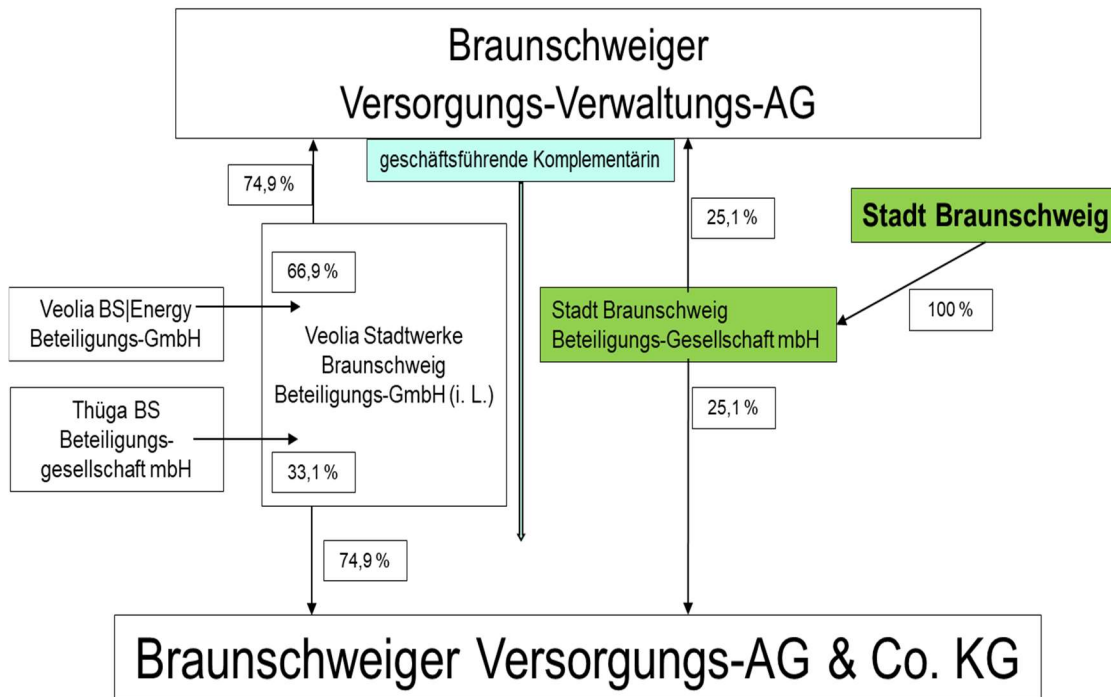 Braunschweiger
Versorgungs-Verwaltungs-AG
geschäftsführende Komplementärin
74,9 %
25,1 %
Stadt Braunschweig
100 %
66,9 %
Veolia BS|Energy
Beteiligungs-GmbH
Veolia Stadtwerke
Braunschweig
Beteiligungs-GmbH (i. L.)
Stadt Braunschweig
Beteiligungs-Gesellschaft mbH
Thüga BS
Beteiligungs-
gesellschaft mbH
33,1 %
25,1 %
74,9 %
Braunschweiger Versorgungs-AG & Co. KG